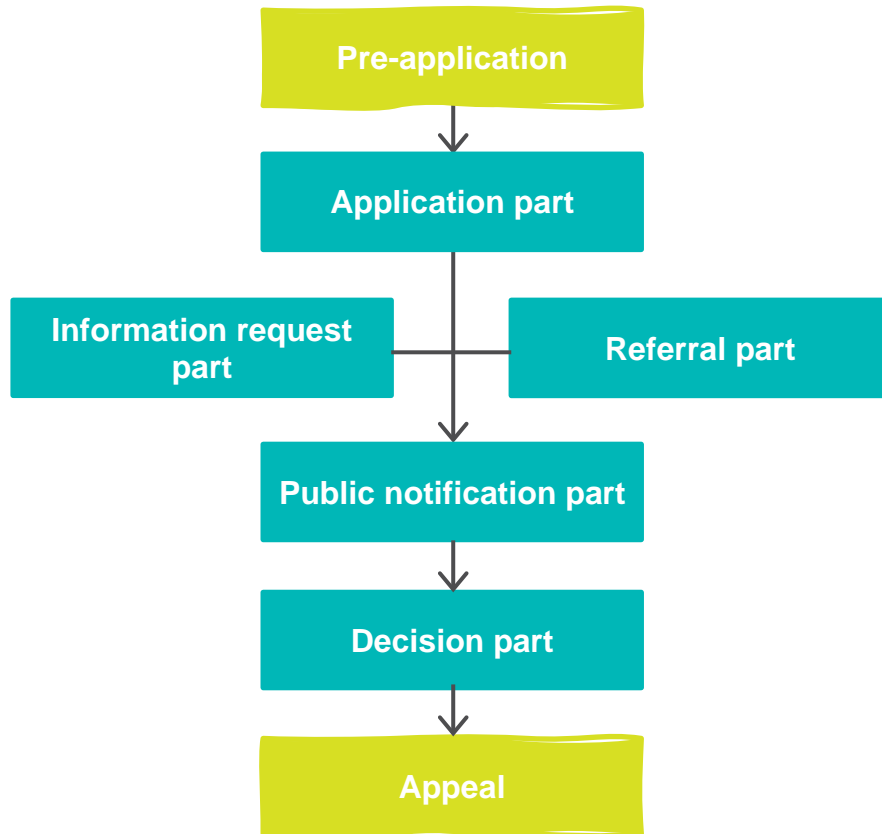 Pre-application
Application part
Information request
part
Referral part
Public notification part
Decision part
Appeal